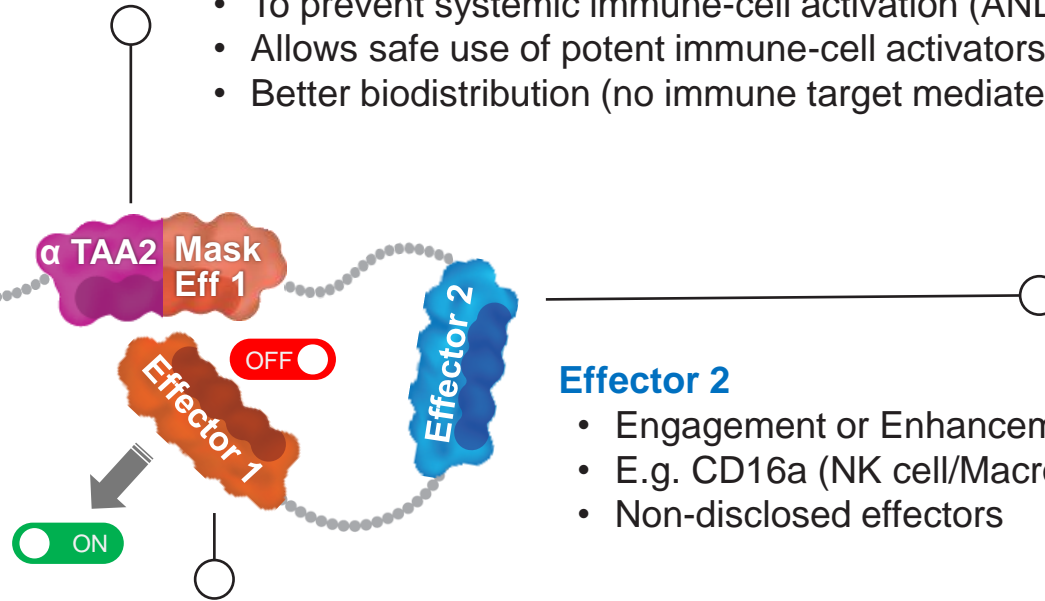 • To prevent systemic immune-cell activation (AND
• Allows safe use of potent immune-cell activators
• Better biodistribution (no immune target mediate
α TAA2
Mask
Eff 1
OFF
Effector 1
Effector 2
ON
Effector 2
• Engagement or Enhancem
• E.g. CD16a (NK cell/Macro
• Non-disclosed effectors